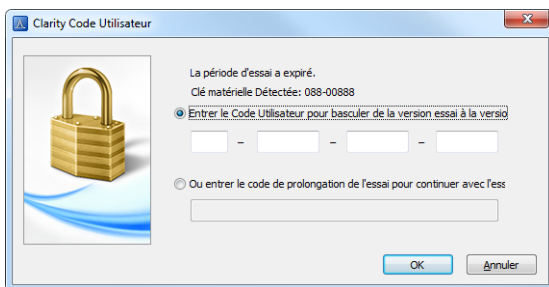 Clarity Code Utilisateur
La période d'essai a expiré.
Clé matérielle Détectée: 088-00888
Entrer le Code Utilisateur pour basculer de la version essai à la versio
– – –
Ou entrer le code de prolongation de l'essai pour continuer avec l'ess
OK Annuler